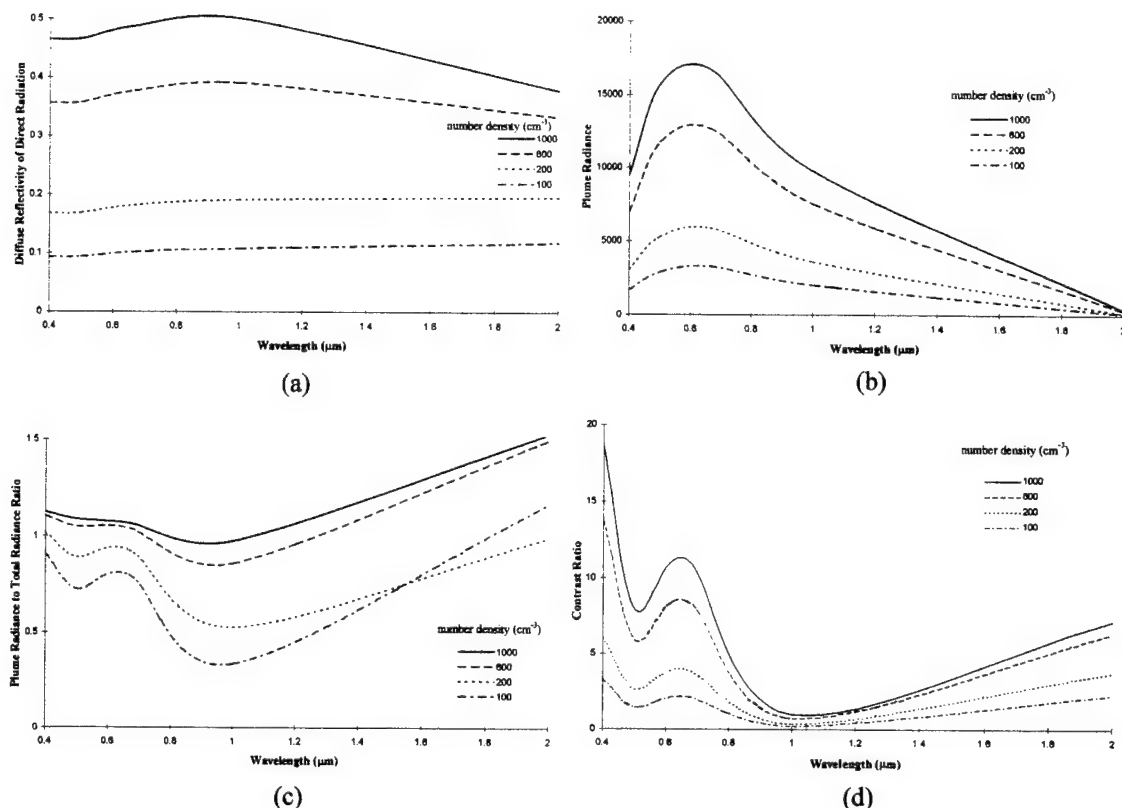 0.5
0.4
0.3
0.2
0.1
0
Diffuse Reflectivity of Direct Radiation
number density (cm-3)
1000
600
200
100
0.4 0.6 0.8 1 1.2 1.4 1.6 1.8 2
Wavelength (μm)
(a)
20000
15000
10000
5000
0
Plume Radiance
number density (cm-3)
1000
600
200
100
0.4 0.6 0.8 1 1.2 1.4 1.6 1.8 2
Wavelength (μm)
(b)
1.5
1
0.5
0
Plume Radiance to Total Radiance Ratio
number density (cm-3)
1000
600
200
100
0.4 0.6 0.8 1 1.2 1.4 1.6 1.8 2
Wavelength (μm)
(c)
20
15
10
5
0
Contrast Ratio
number density (cm-3)
1000
600
200
100
0.4 0.6 0.8 1 1.2 1.4 1.6 1.8 2
Wavelength (μm)
(d)